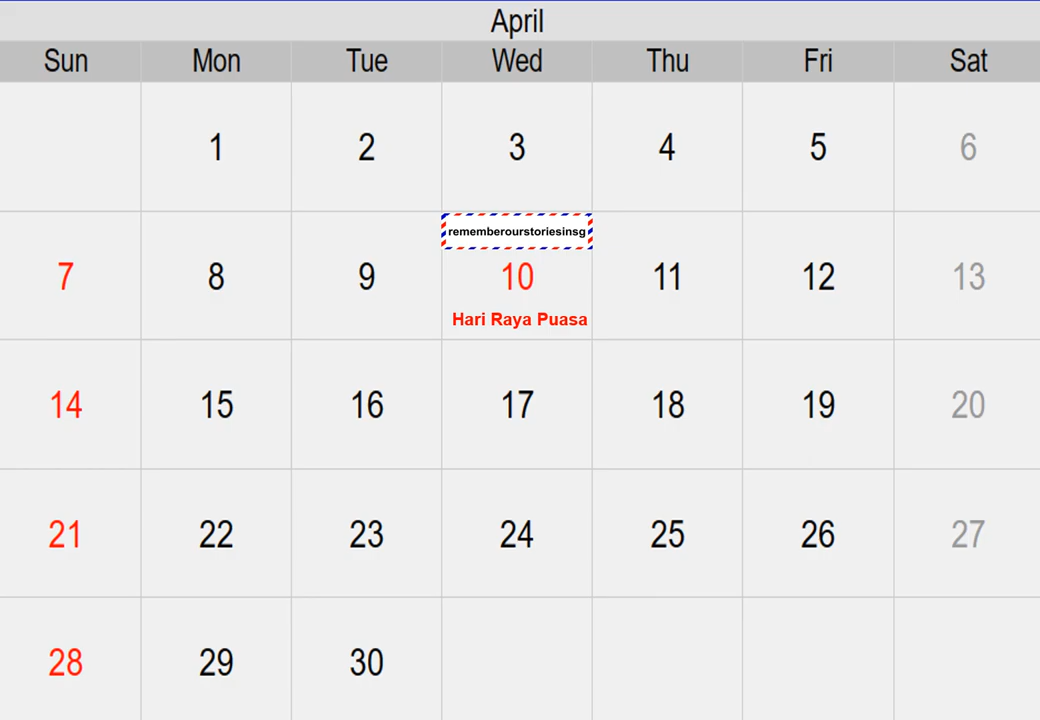 April
Sun Mon Tue Wed Thu Fri Sat
1 2 3 4 5 6
rememberourstoriesinsg
7 8 9 10 11 12 13
Hari Raya Puasa
14 15 16 17 18 19 20
21 22 23 24 25 26 27
28 29 30